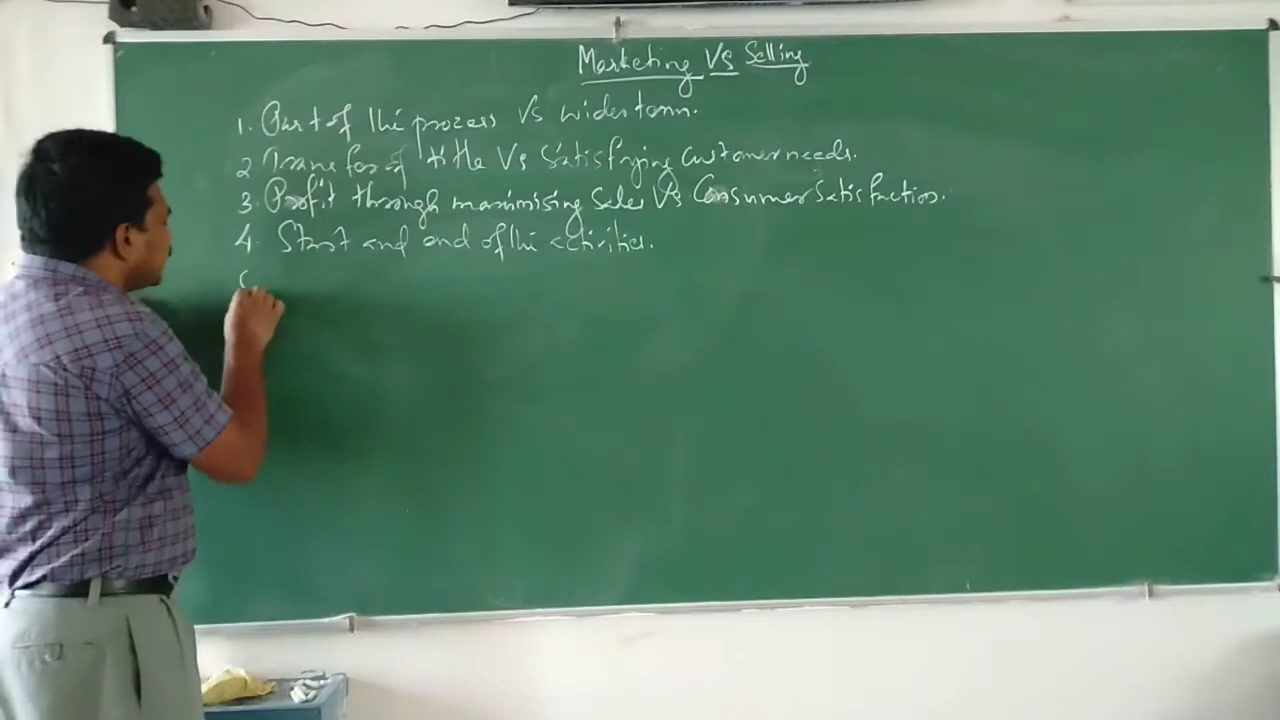 Marketing Vs Selling
1. Part of the process Vs wider term.
2 Transfer of title Vs Satisfying customer needs.
3. Profit through maximising Sales Vs Consumer Satisfaction.
4. Start and end of the activities.